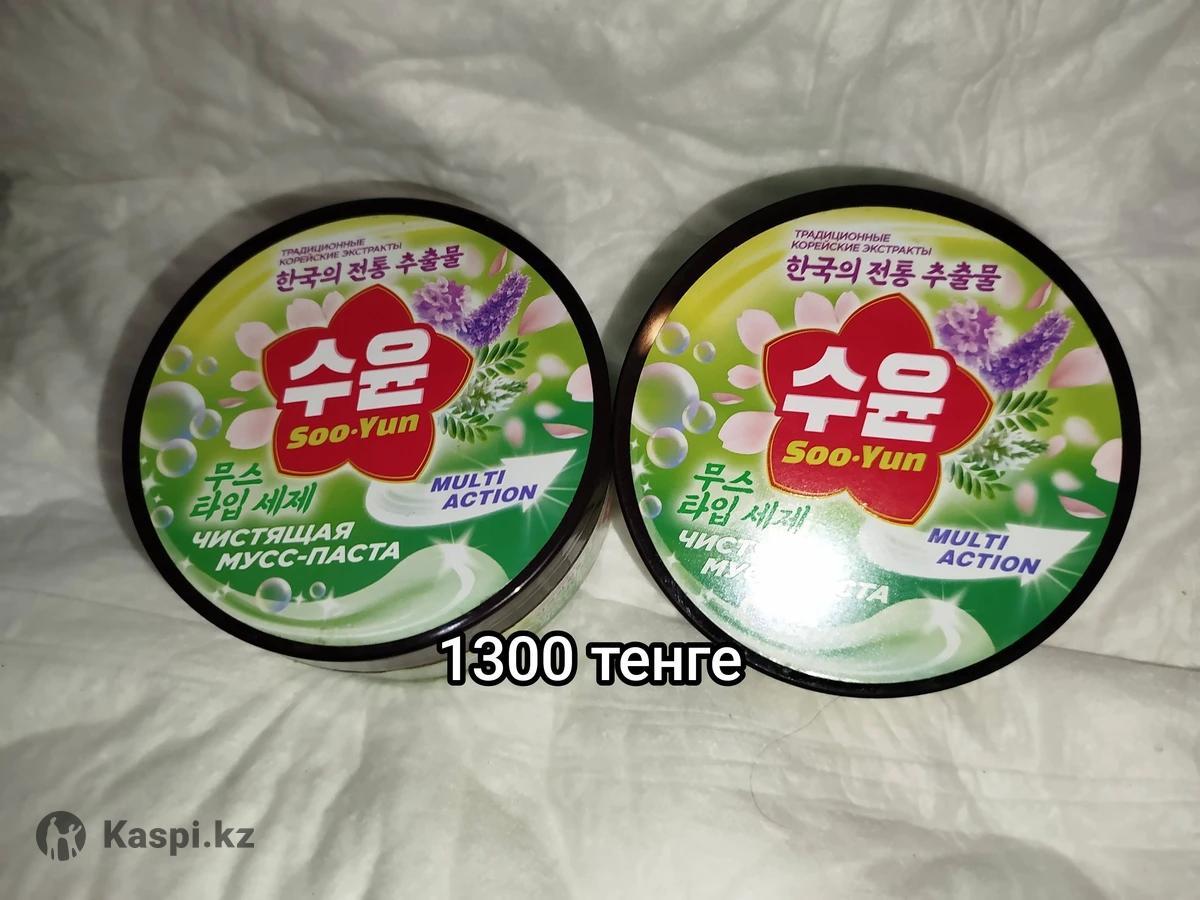 ТРАДИЦИОННЫЕ
КОРЕЙСКИЕ ЭКСТРАКТЫ
한국의 전통 추출물
수윤
Soo·Yun
무스
타입 세제
MULTI
ACTION
ЧИСТЯЩАЯ
МУСС-ПАСТА
ТРАДИЦИОННЫЕ
КОРЕЙСКИЕ ЭКСТРАКТЫ
한국의 전통 추출물
수윤
Soo·Yun
무스
타입 세제
MULTI
ACTION
1300 тенге
Kaspi.kz